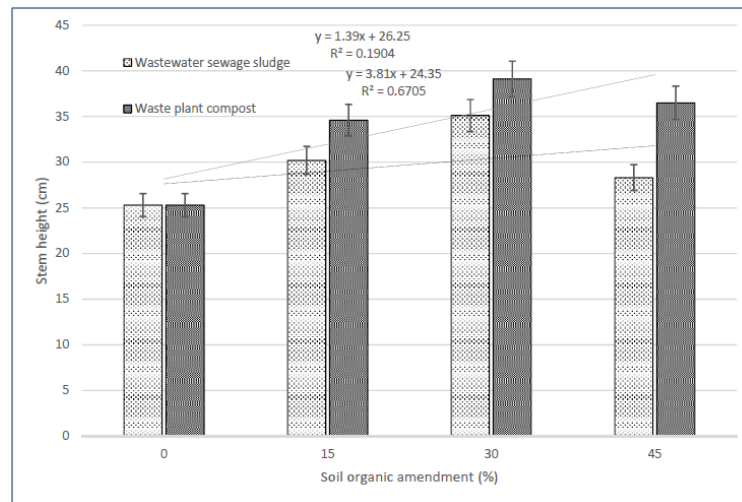 45
40
35
30
25
20
15
10
5
0
Stem height (cm)
Wastewater sewage sludge
Waste plant compost
y = 1.39x + 26.25
R² = 0.1904
y = 3.81x + 24.35
R² = 0.6705
0
15
30
45
Soil organic amendment (%)